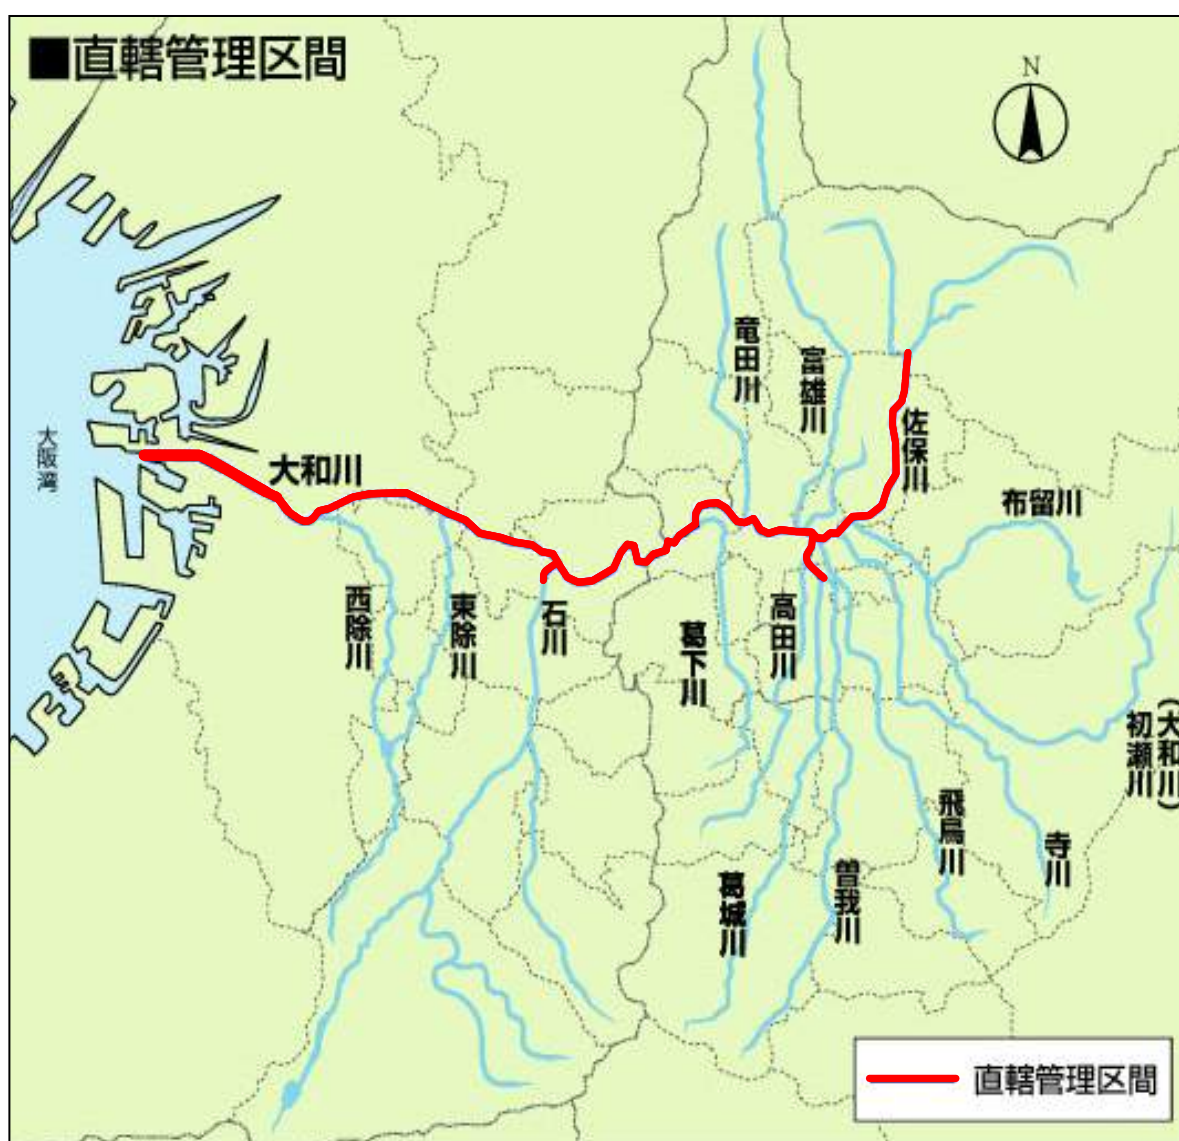 ■直轄管理区間
N
竜田川
富雄川
佐保川
大阪湾
大和川
布留川
西除川
東除川
石川
葛下川
高田川
初瀬川
(大和川)
飛鳥川
寺川
葛城川
曽我川
直轄管理区間